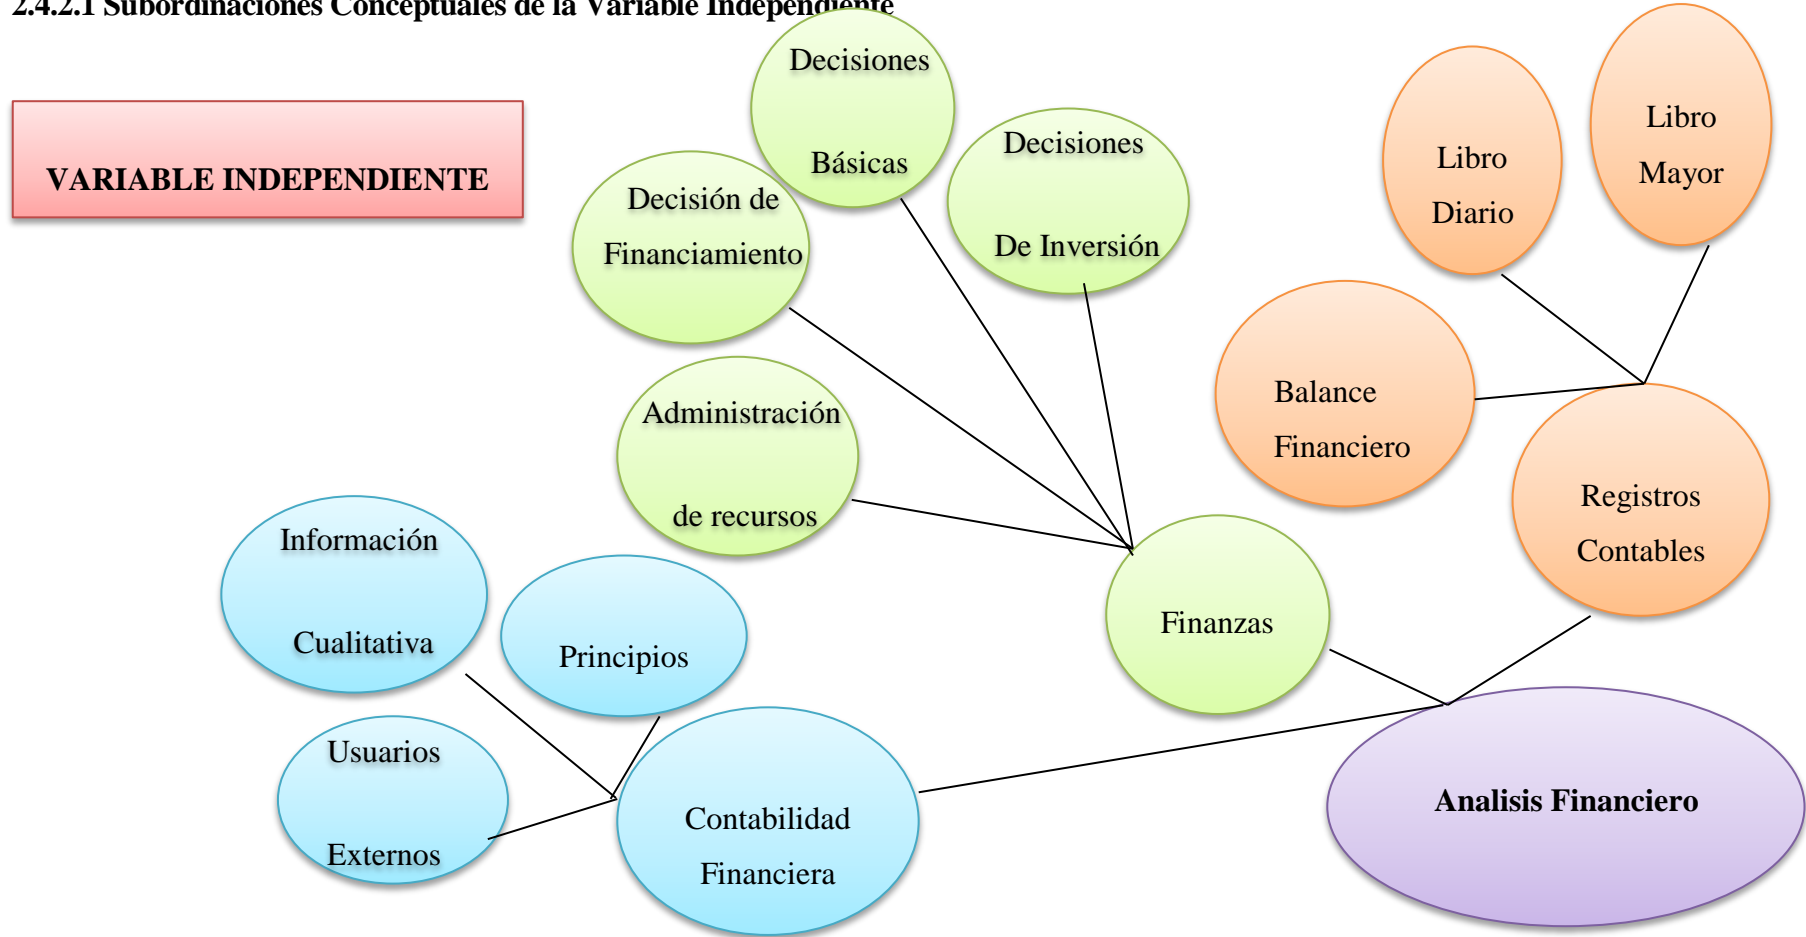 2.4.2.1 Subordinaciones Conceptuales de la Variable Independiente
VARIABLE INDEPENDIENTE
Decisiones
Básicas
Decisiones
De Inversión
Decisión de
Financiamiento
Administración
de recursos
Libro
Diario
Libro
Mayor
Balance
Financiero
Registros
Contables
Información
Cualitativa
Principios
Usuarios
Externos
Contabilidad
Financiera
Finanzas
Analisis Financiero